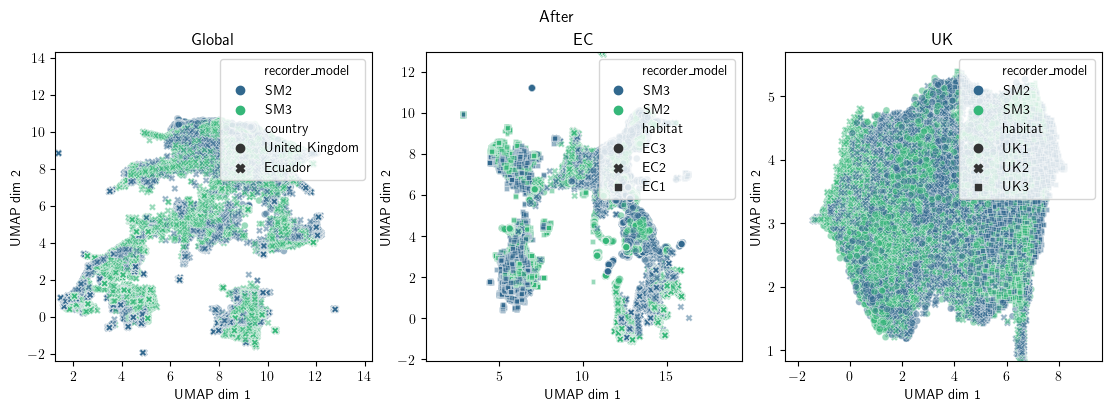 After
Global
14
12
10
8
6
4
2
0
−2
2
4
6
8
10
12
14
UMAP dim 1
UMAP dim 2
recorder_model
SM2
SM3
country
United Kingdom
Ecuador
EC
12
10
8
6
4
2
0
−2
5
10
15
UMAP dim 1
UMAP dim 2
recorder_model
SM3
SM2
habitat
EC3
EC2
EC1
UK
5
4
3
2
1
−2
0
2
4
6
8
UMAP dim 1
UMAP dim 2
recorder_model
SM2
SM3
habitat
UK1
UK2
UK3